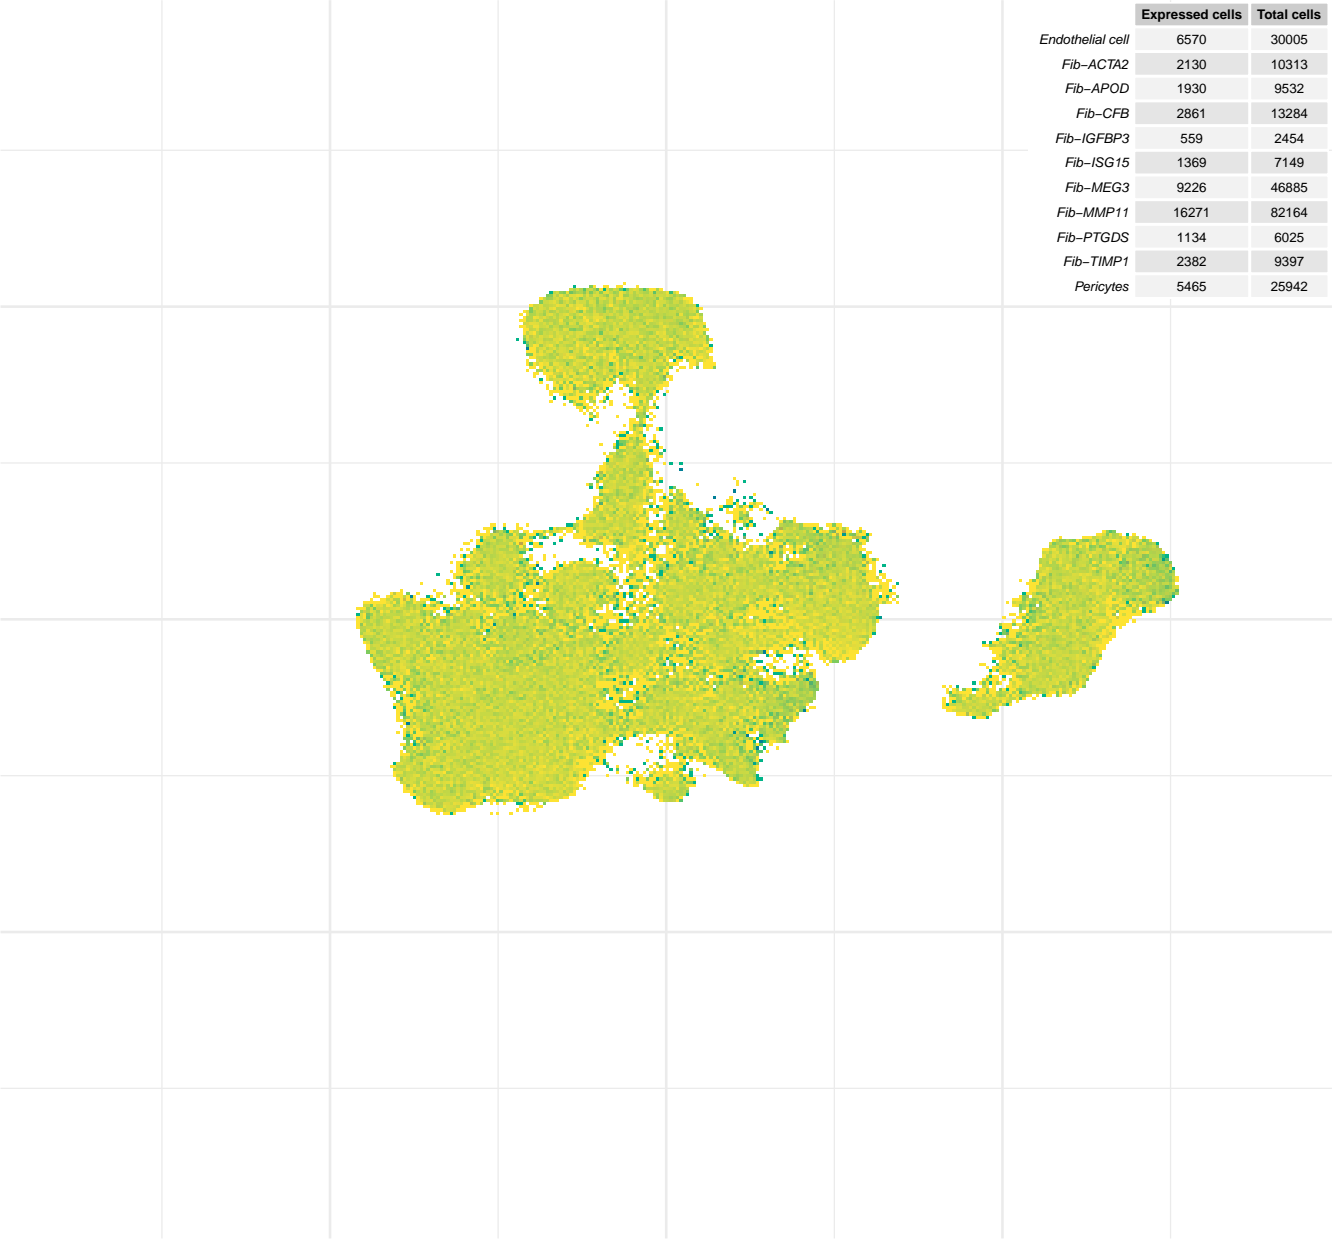 Expressed cells Total cells
Endothelial cell 6570 30005
Fib−ACTA2 2130 10313
Fib−APOD 1930 9532
Fib−CFB 2861 13284
Fib−IGFBP3 559 2454
Fib−ISG15 1369 7149
Fib−MEG3 9226 46885
Fib−MMP11 16271 82164
Fib−PTGDS 1134 6025
Fib−TIMP1 2382 9397
Pericytes 5465 25942